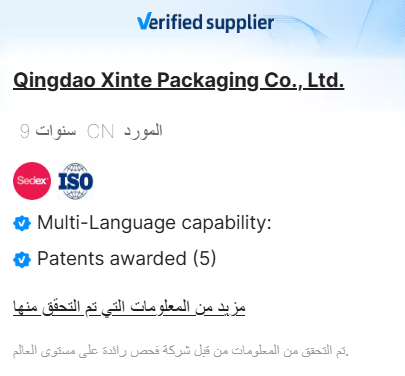 Verified supplier
Qingdao Xinte Packaging Co., Ltd.
المورد CN سنوات 9
Sedex ISO
Multi-Language capability:
Patents awarded (5)
مزيد من المعلومات التي تم التحقق منها
تم التحقق من المعلومات من قبل شركة فحص رائدة على مستوى العالم.